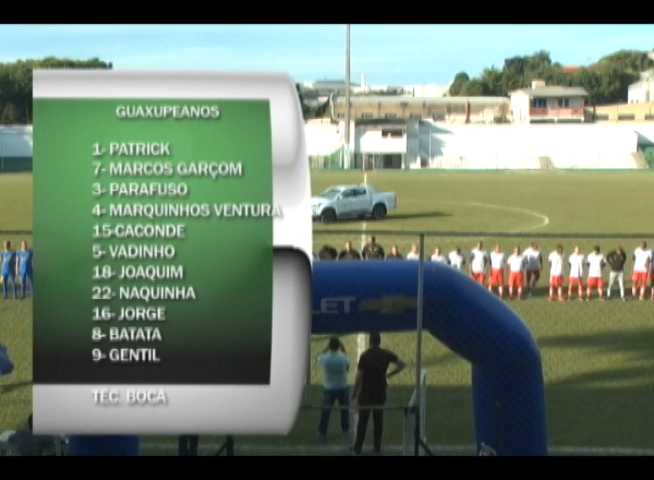 GUAXUPEANOS
1- PATRICK
7- MARCOS GARÇOM
3- PARAFUSO
4- MARQUINHOS VENTURA
15-CACONDE
5- VADINHO
18- JOAQUIM
22- NAQUINHA
16- JORGE
8- BATATA
9- GENTIL
TÉC. BOCA
LET